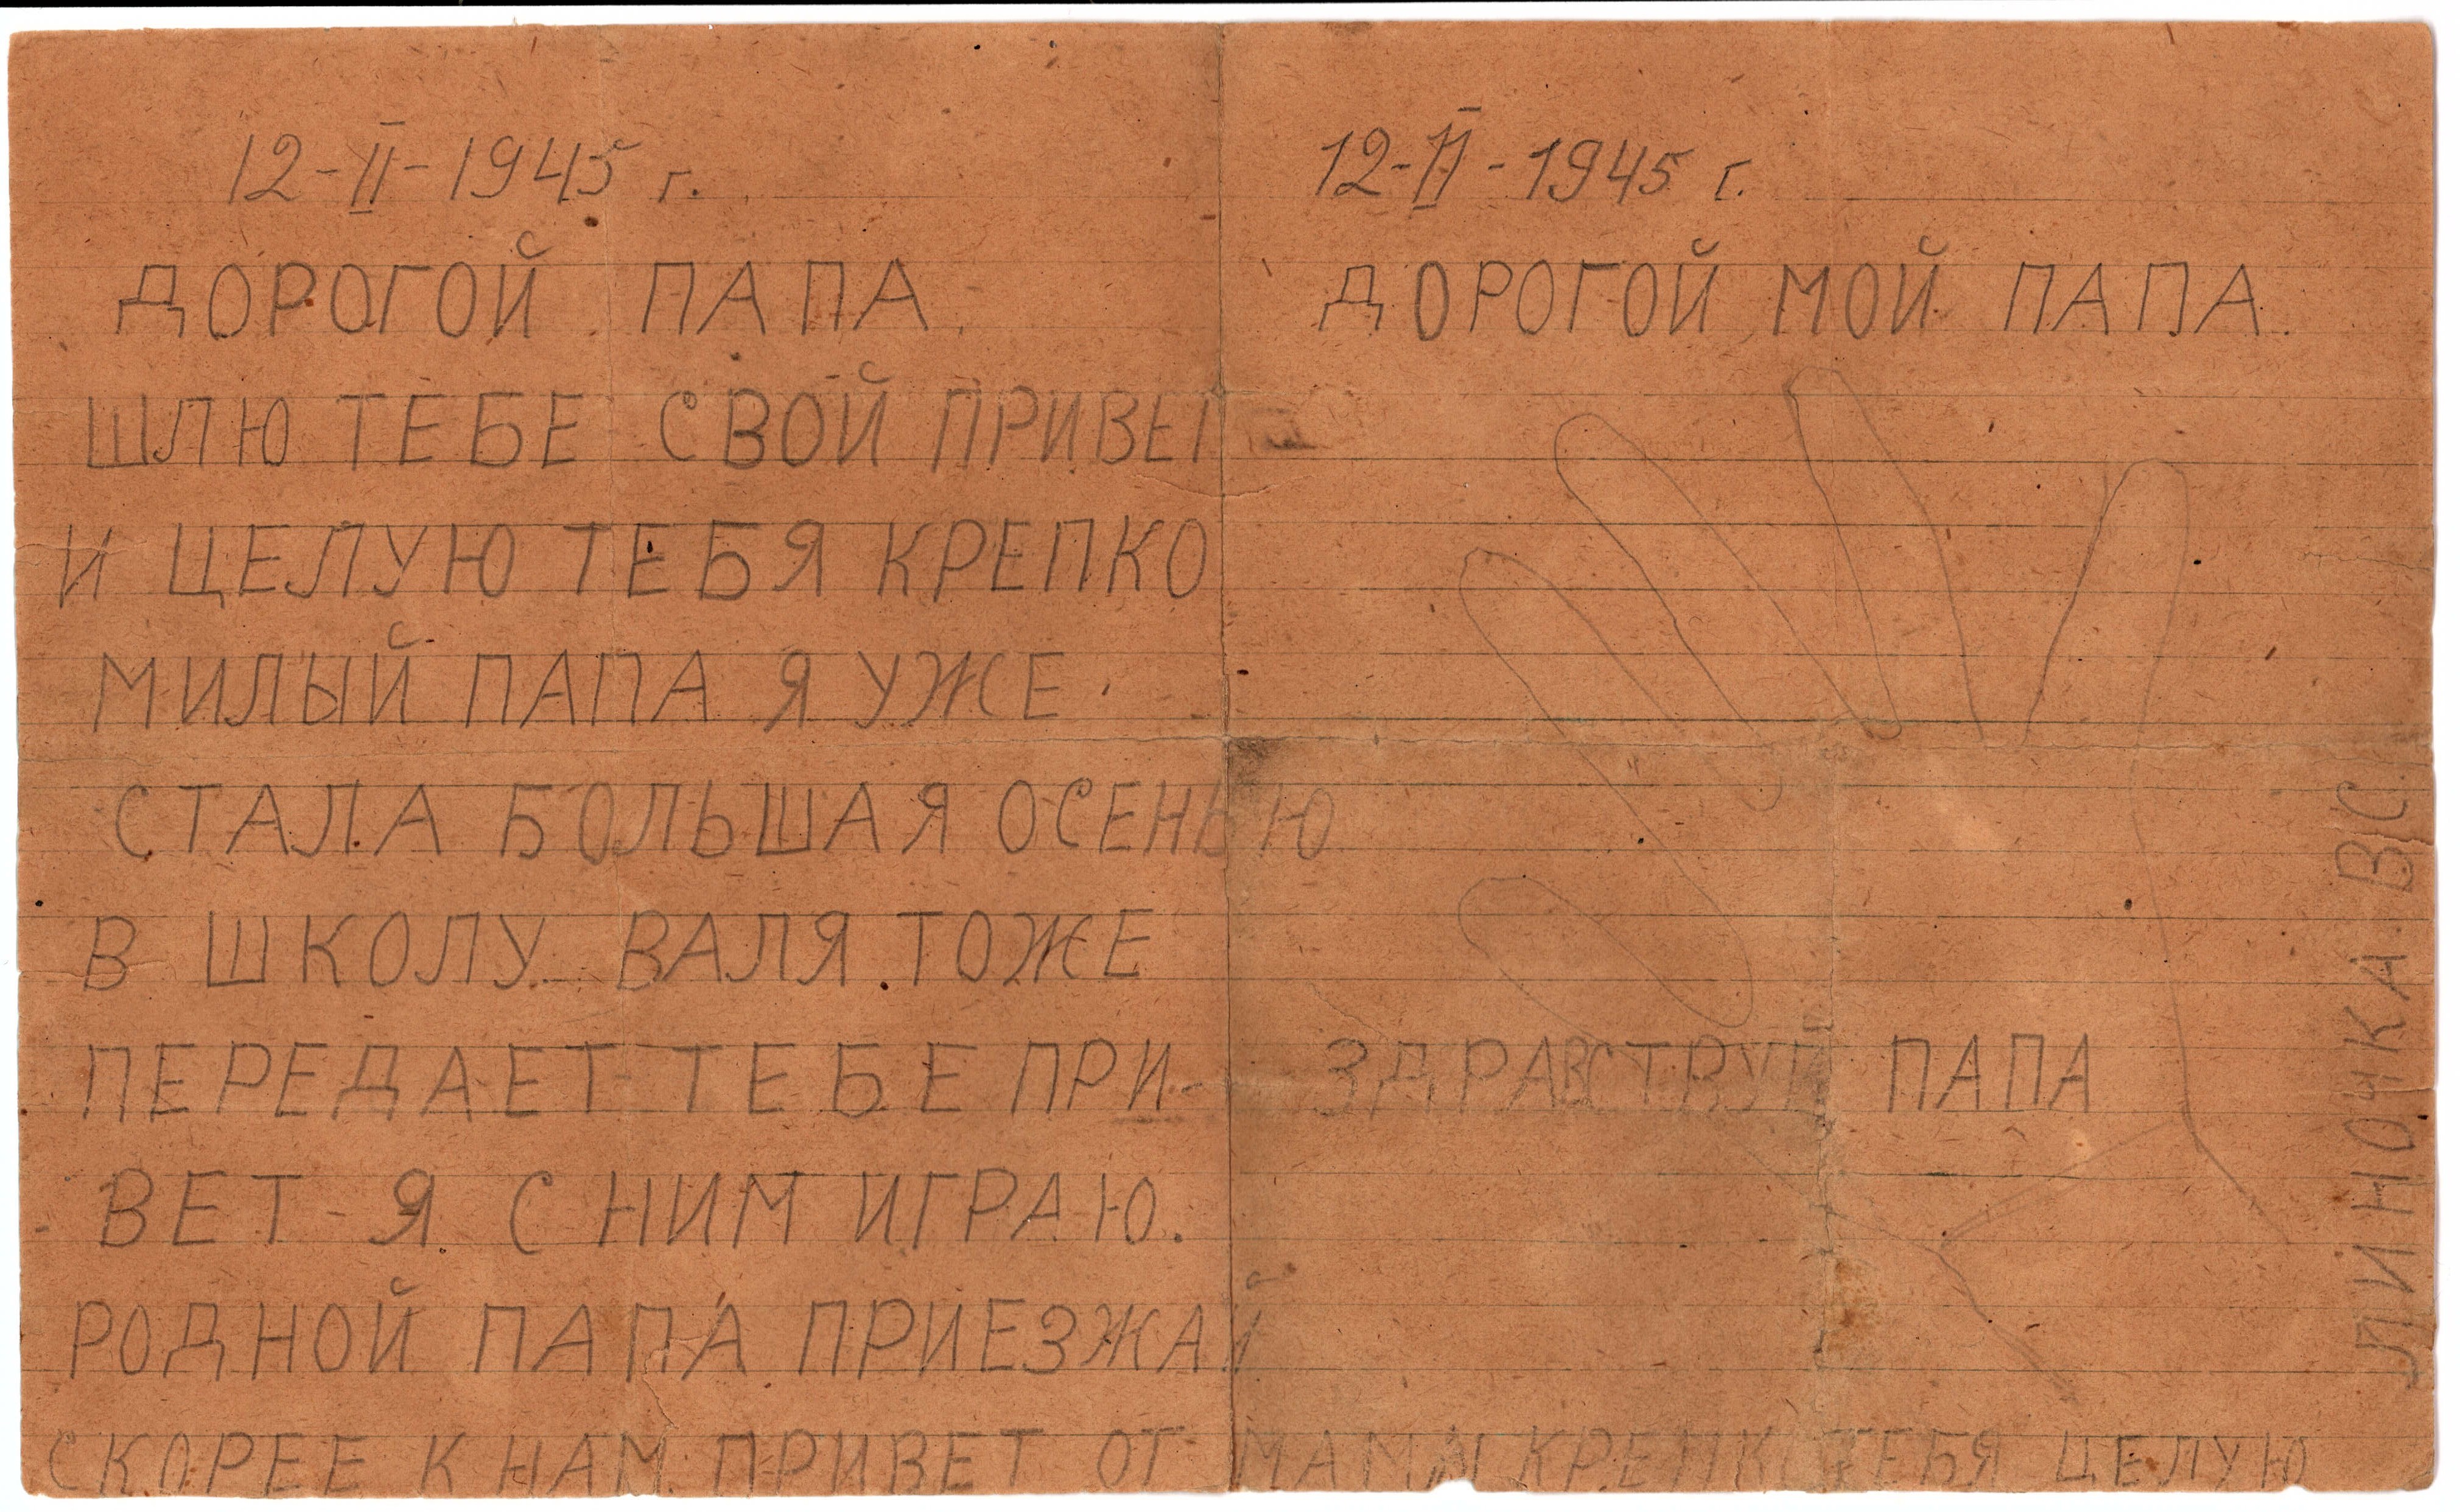 12-II-1945 г.
ДОРОГОЙ ПАПА.
ШЛЮ ТЕБЕ СВОЙ ПРИВЕТ
И ЦЕЛУЮ ТЕБЯ КРЕПКО
МИЛЫЙ ПАПА Я УЖЕ
СТАЛА БОЛЬШАЯ ОСЕНЬЮ
В ШКОЛУ. ВАЛЯ ТОЖЕ
ПЕРЕДАЕТ ТЕБЕ ПРИ-
ВЕТ Я С НИМ ИГРАЮ.
РОДНОЙ ПАПА ПРИЕЗЖАЙ
СКОРЕЕ К НАМ. ПРИВЕТ ОТ МАМЫ КРЕПКО ТЕБЯ ЦЕЛУЮ
12-II-1945 г.
ДОРОГОЙ МОЙ ПАПА.
ЗДРАВСТВУЙ ПАПА
ЛИНОЧКА. ВС.